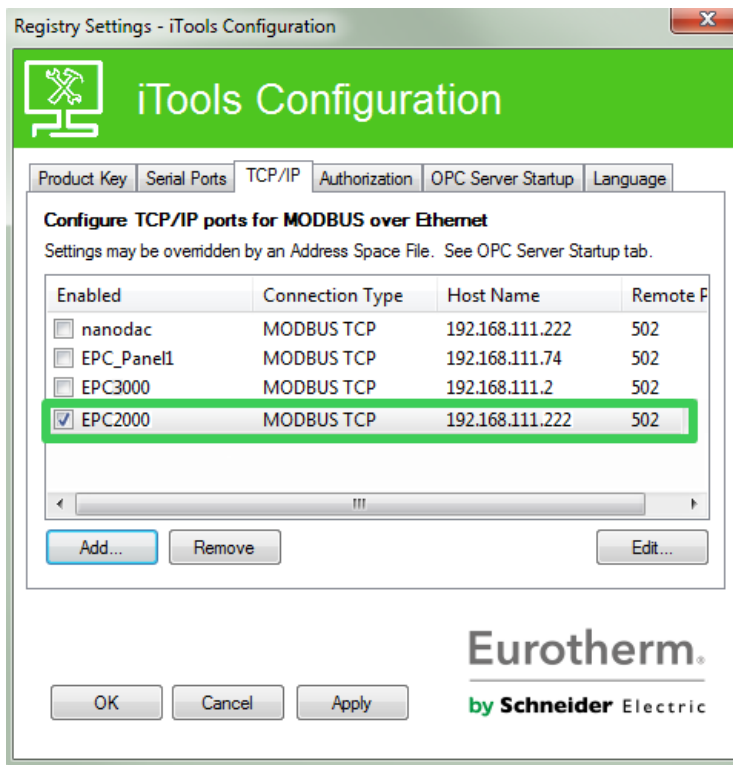 Registry Settings - iTools Configuration
iTools Configuration
Product Key Serial Ports TCP/IP Authorization OPC Server Startup Language
Configure TCP/IP ports for MODBUS over Ethernet
Settings may be overridden by an Address Space File. See OPC Server Startup tab.
Enabled Connection Type Host Name Remote P
nanodac MODBUS TCP 192.168.111.222 502
EPC_Panel1 MODBUS TCP 192.168.111.74 502
EPC3000 MODBUS TCP 192.168.111.2 502
EPC2000 MODBUS TCP 192.168.111.222 502
Add... Remove Edit...
Eurotherm®
by Schneider Electric
OK Cancel Apply